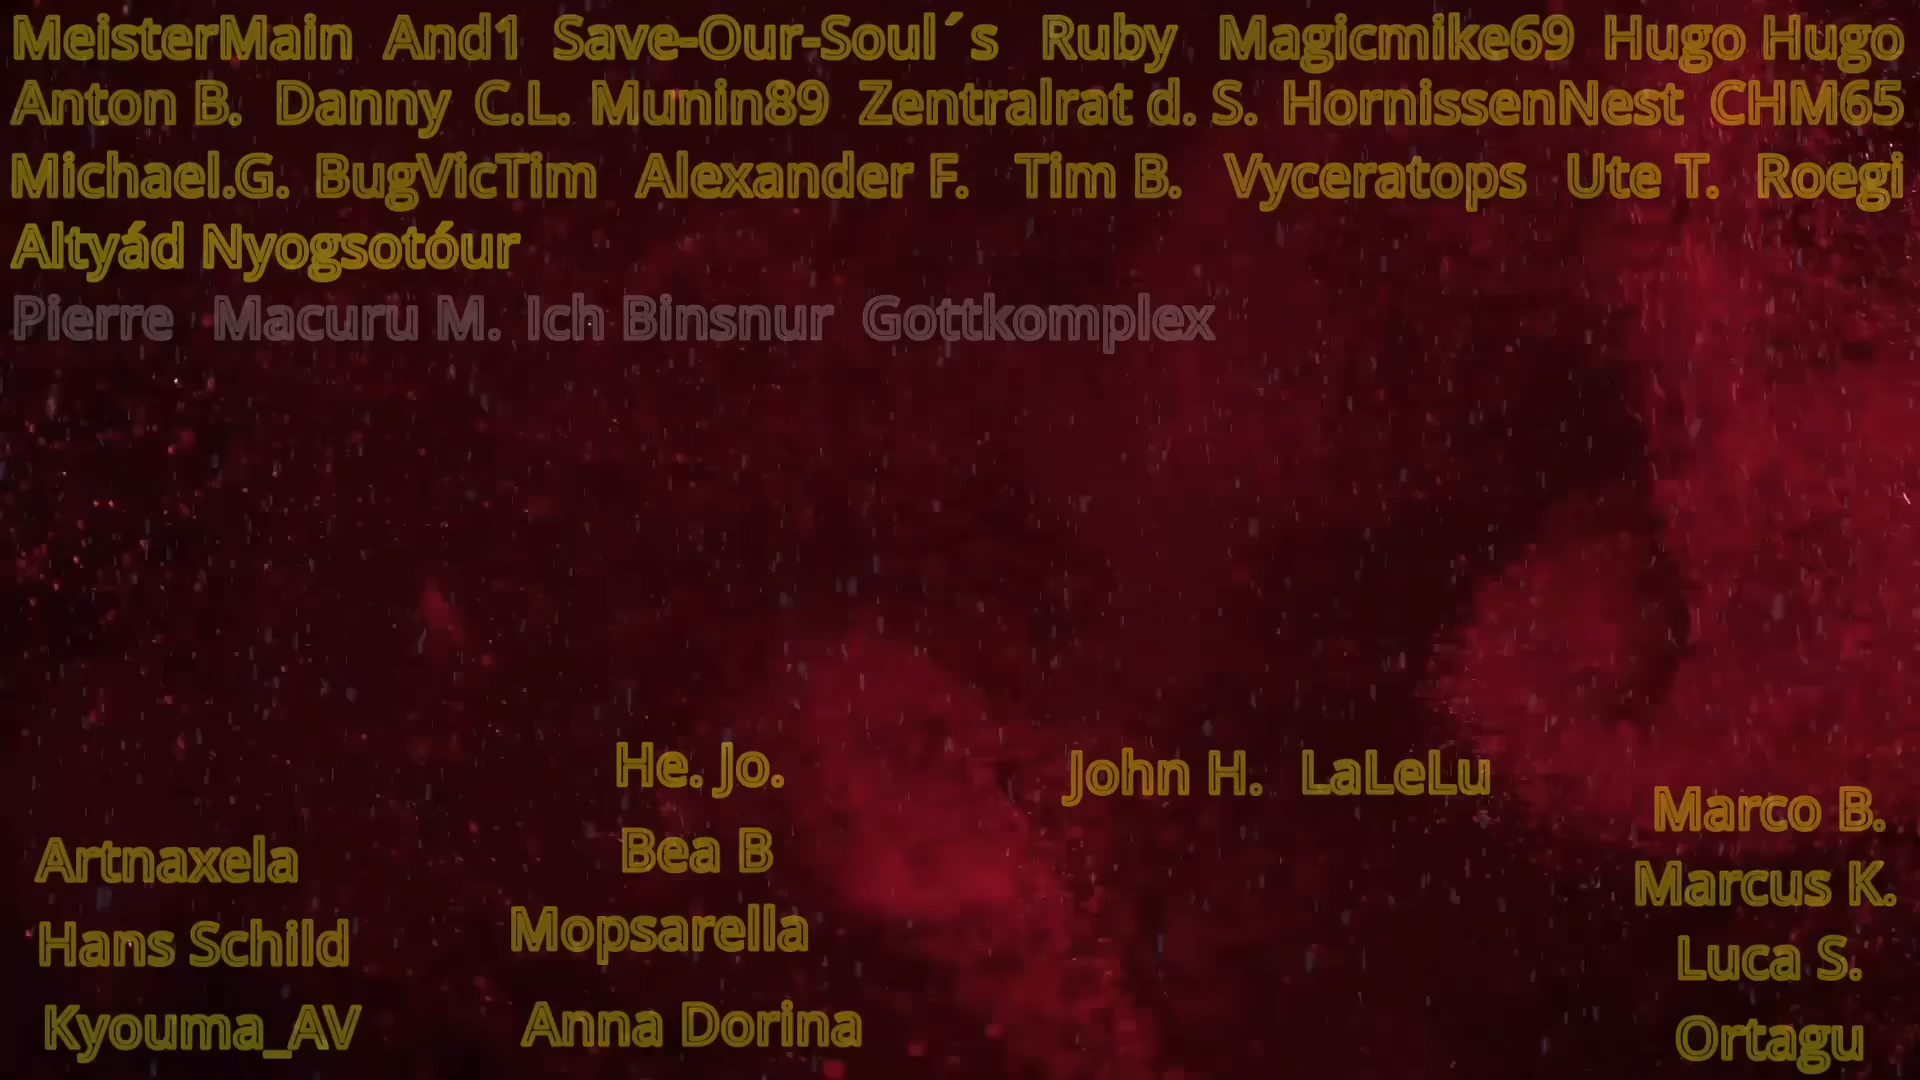 MeisterMain And1 Save-Our-Soul´s Ruby Magicmike69 Hugo Hugo
Anton B. Danny C.L. Munin89 Zentralrat d. S. HornissenNest CHM65
Michael.G. BugVicTim Alexander F. Tim B. Vyceratops Ute T. Roegi
Altyád Nyogsotóur
Pierre Macuru M. Ich Binsnur Gottkomplex
He. Jo.
John H. LaLeLu
Marco B.
Bea B
Artnaxela
Marcus K.
Mopsarella
Hans Schild
Luca S.
Anna Dorina
Kyouma_AV
Ortagu